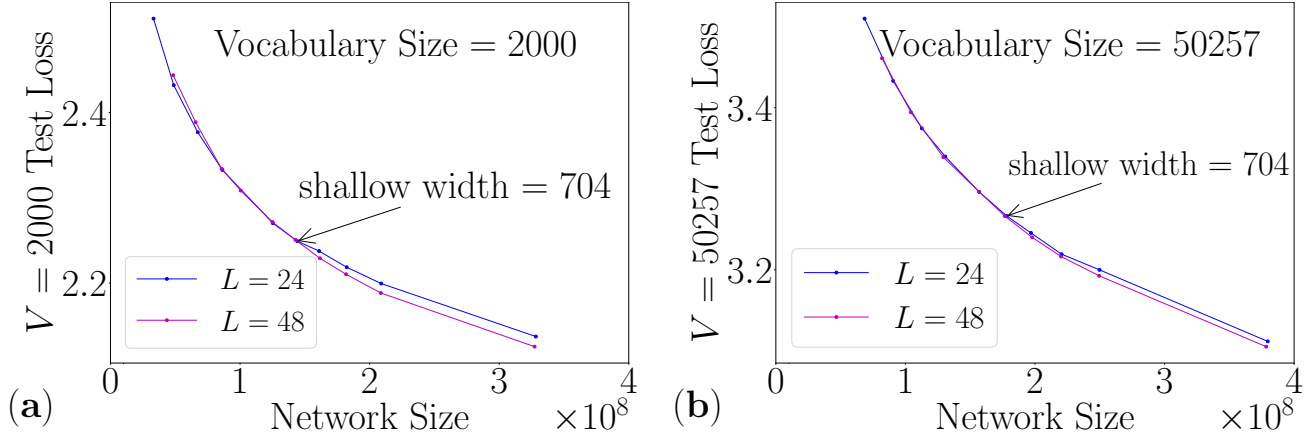 Vocabulary Size = 2000
V = 2000 Test Loss
2.4
2.2
shallow width = 704
L = 24
L = 48
0
1
2
3
4
Network Size
×10^8
(a)
Vocabulary Size = 50257
V = 50257 Test Loss
3.4
3.2
shallow width = 704
L = 24
L = 48
0
1
2
3
4
Network Size
×10^8
(b)